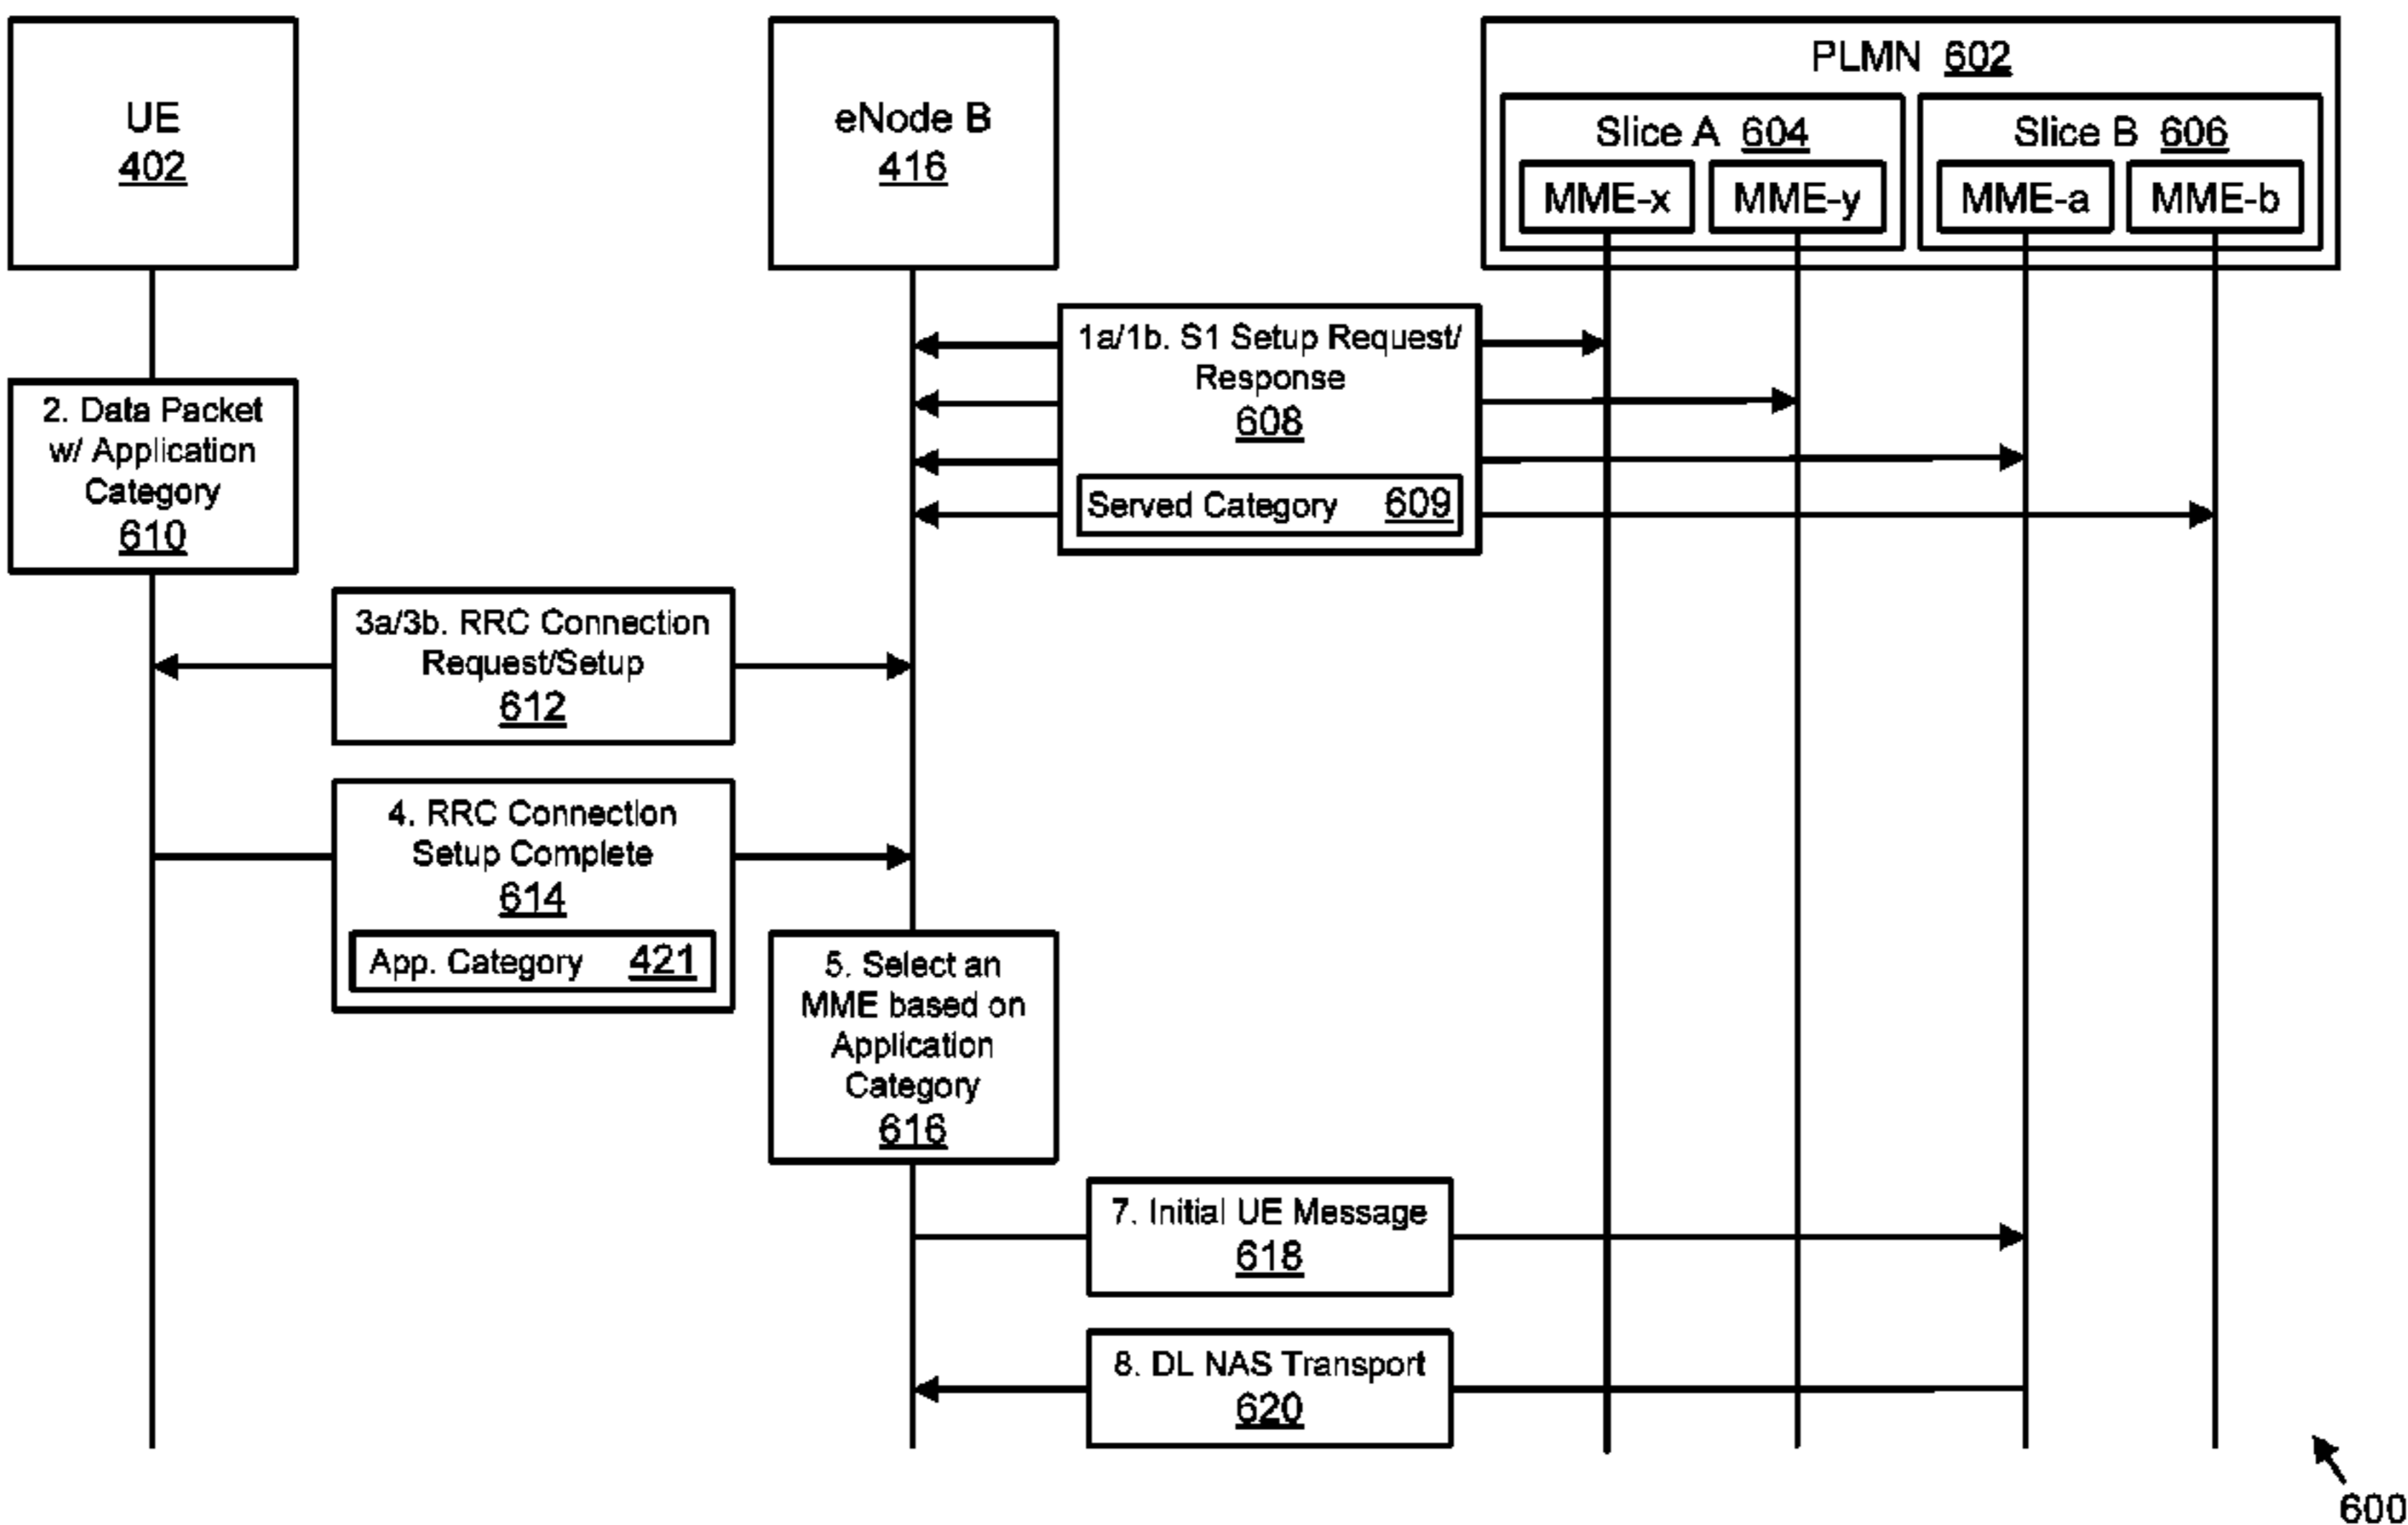 UE
402
eNode B
416
PLMN 602
Slice A 604
Slice B 606
MME-x
MME-y
MME-a
MME-b
1a/1b. S1 Setup Request/
Response
608
Served Category 609
2. Data Packet
w/ Application
Category
610
3a/3b. RRC Connection
Request/Setup
612
4. RRC Connection
Setup Complete
614
App. Category 421
5. Select an
MME based on
Application
Category
616
7. Initial UE Message
618
8. DL NAS Transport
620
600